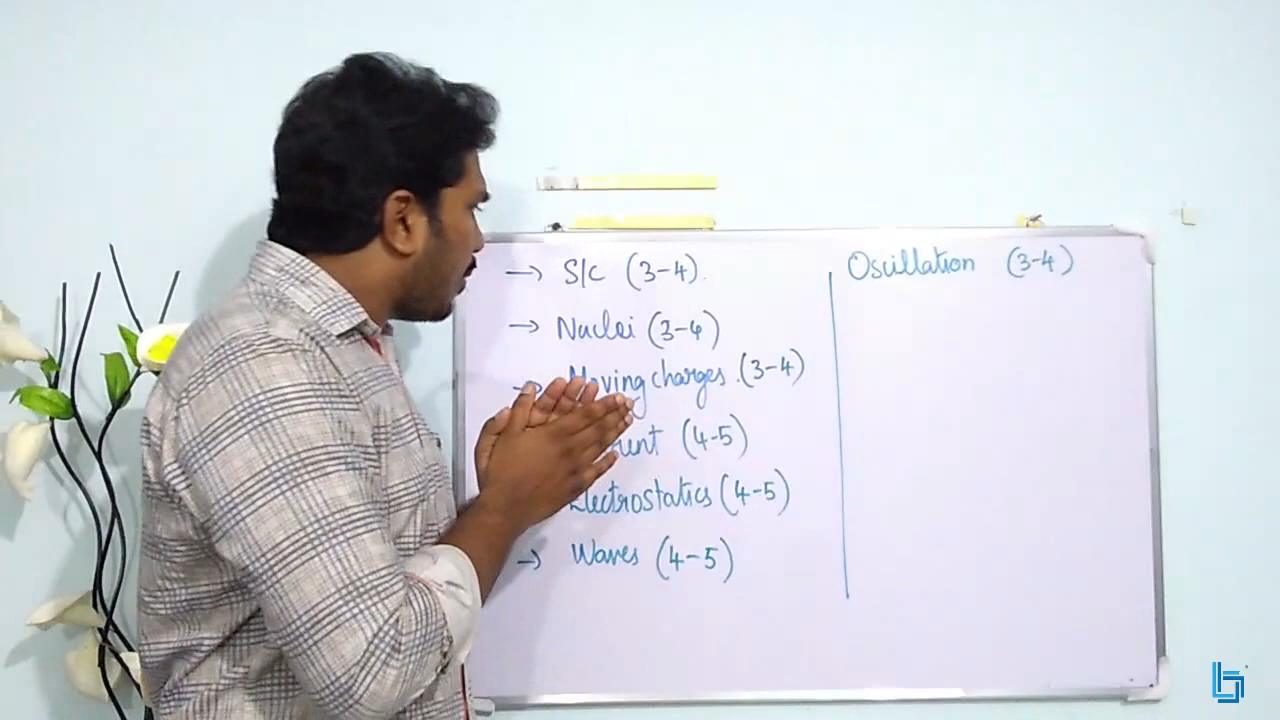 → S/c (3-4).
→ Nuclei (3-4)
→ Moving charges. (3-4)
(4-5)
Electrostatics (4-5)
→ Waves (4-5)
Oscillation (3-4)